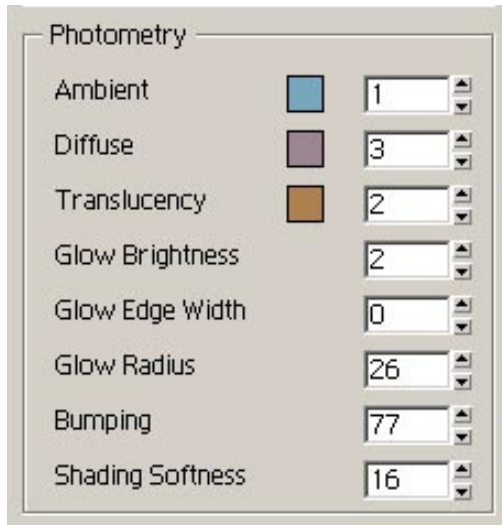 Photometry
Ambient 1
Diffuse 3
Translucency 2
Glow Brightness 2
Glow Edge Width 0
Glow Radius 26
Bumping 77
Shading Softness 16